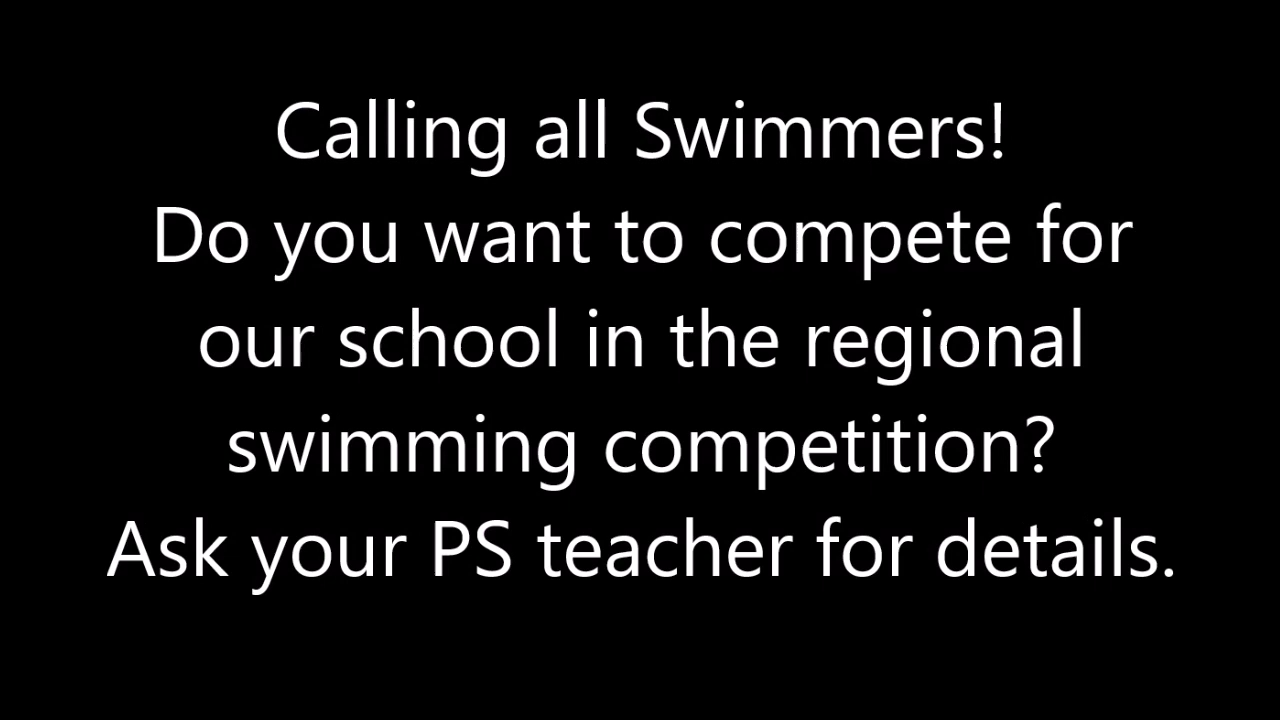 Calling all Swimmers!
Do you want to compete for
our school in the regional
swimming competition?
Ask your PS teacher for details.